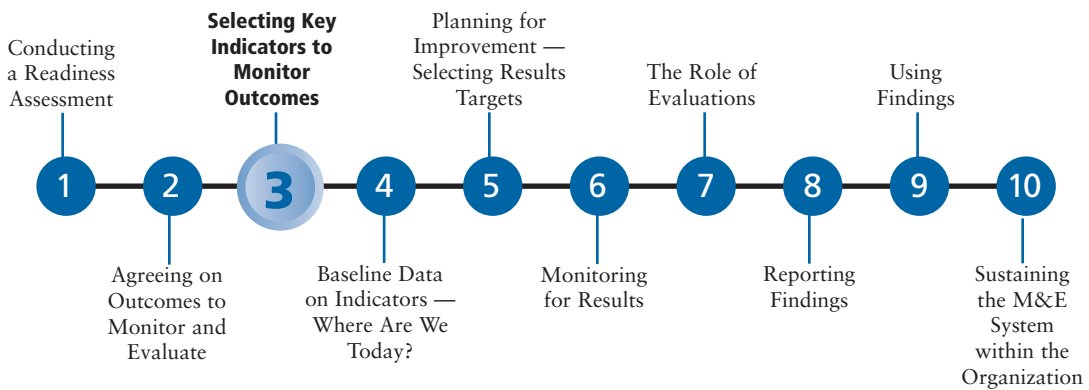 Conducting
a Readiness
Assessment
1
2
Agreeing on
Outcomes to
Monitor and
Evaluate
Selecting Key
Indicators to
Monitor
Outcomes
3
4
Baseline Data
on Indicators —
Where Are We
Today?
Planning for
Improvement —
Selecting Results
Targets
5
6
Monitoring
for Results
The Role of
Evaluations
7
8
Reporting
Findings
Using
Findings
9
10
Sustaining
the M&E
System
within the
Organization